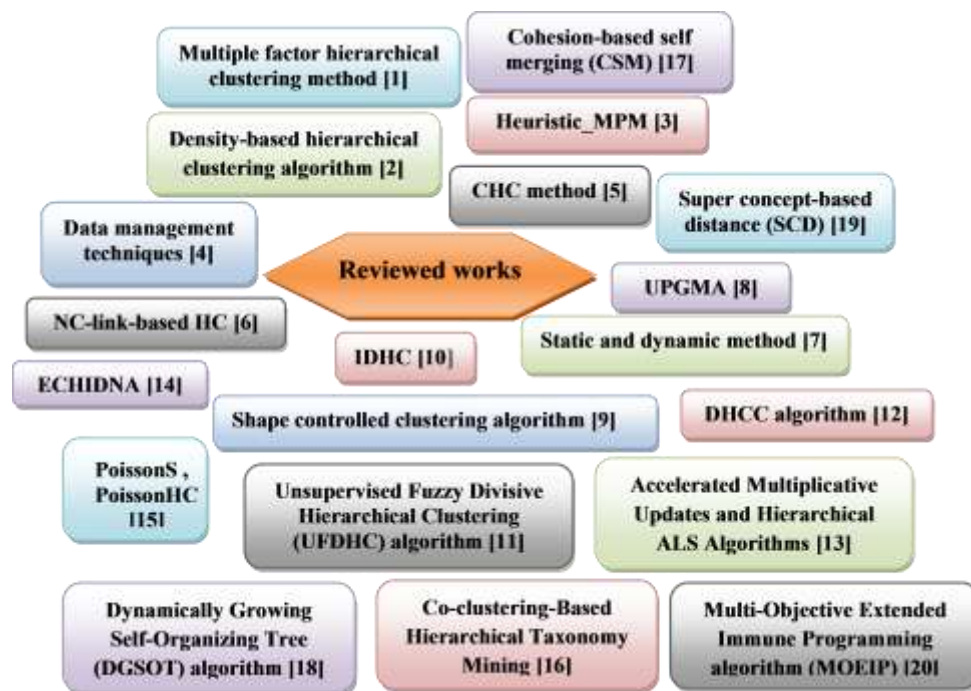 Multiple factor hierarchical
clustering method [1]
Cohesion-based self
merging (CSM) [17]
Heuristic_MPM [3]
Density-based hierarchical
clustering algorithm [2]
CHC method [5]
Super concept-based
distance (SCD) [19]
Data management
techniques [4]
Reviewed works
UPGMA [8]
NC-link-based HC [6]
Static and dynamic method [7]
IDHC [10]
ECHIDNA [14]
Shape controlled clustering algorithm [9]
DHCC algorithm [12]
PoissonS ,
PoissonHC
[15]
Unsupervised Fuzzy Divisive
Hierarchical Clustering
(UFDHC) algorithm [11]
Accelerated Multiplicative
Updates and Hierarchical
ALS Algorithms [13]
Dynamically Growing
Self-Organizing Tree
(DGSOT) algorithm [18]
Co-clustering-Based
Hierarchical Taxonomy
Mining [16]
Multi-Objective Extended
Immune Programming
algorithm (MOEIP) [20]